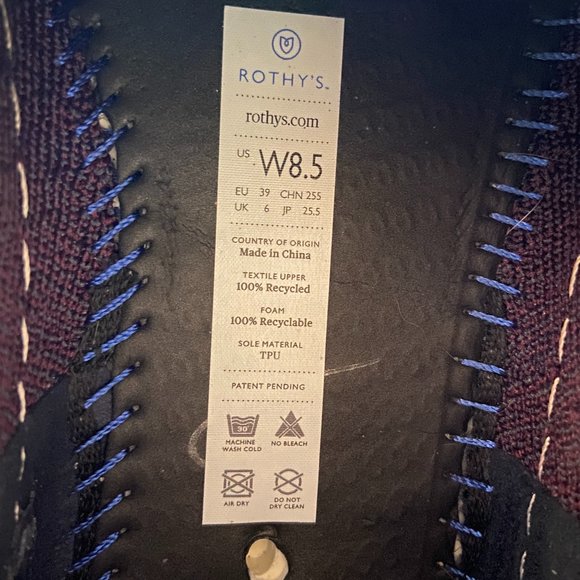 ROTHY'S™
rothys.com
US W8.5
EU 39 CHN 255
UK 6 JP 25.5
COUNTRY OF ORIGIN
Made in China
TEXTILE UPPER
100% Recycled
FOAM
100% Recyclable
SOLE MATERIAL
TPU
PATENT PENDING
30°
MACHINE WASH COLD
NO BLEACH
AIR DRY
DO NOT DRY CLEAN